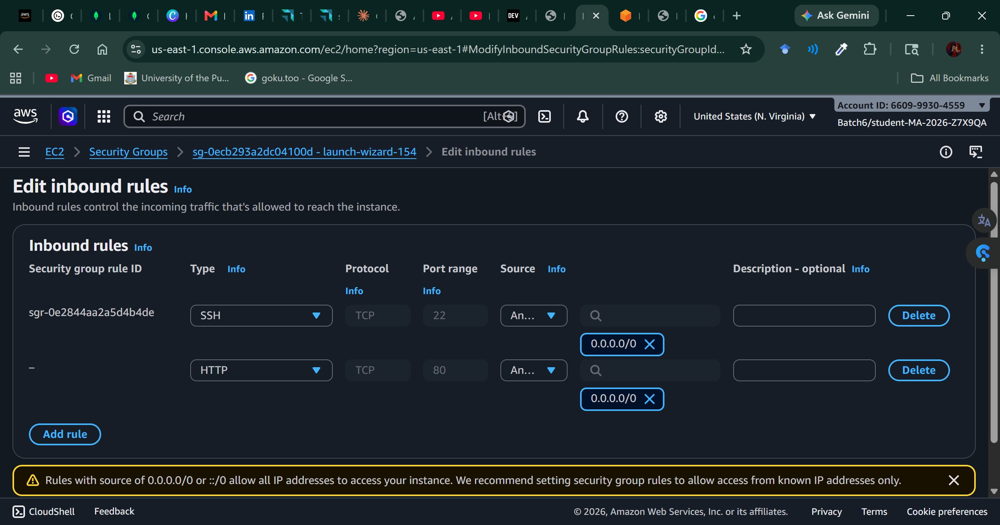 aws
DEV
Ask Gemini
us-east-1.console.aws.amazon.com/ec2/home?region=us-east-1#ModifyInboundSecurityGroupRules:securityGroupId...
Gmail
University of the Pu...
goku.too - Google S...
All Bookmarks
aws
Search
[Alt+S]
United States (N. Virginia)
Account ID: 6609-9930-4559
Batch6/student-MA-2026-Z7X9QA
EC2
Security Groups
sg-0ecb293a2dc04100d - launch-wizard-154
Edit inbound rules
Edit inbound rules Info
Inbound rules control the incoming traffic that's allowed to reach the instance.
Inbound rules Info
Security group rule ID
Type Info
Protocol
Info
Port range
Info
Source Info
Description - optional Info
sgr-0e2844aa2a5d4b4de
SSH
TCP
22
An...
Delete
0.0.0.0/0
–
HTTP
TCP
80
An...
Delete
0.0.0.0/0
Add rule
Rules with source of 0.0.0.0/0 or ::/0 allow all IP addresses to access your instance. We recommend setting security group rules to allow access from known IP addresses only.
CloudShell
Feedback
© 2026, Amazon Web Services, Inc. or its affiliates.
Privacy
Terms
Cookie preferences